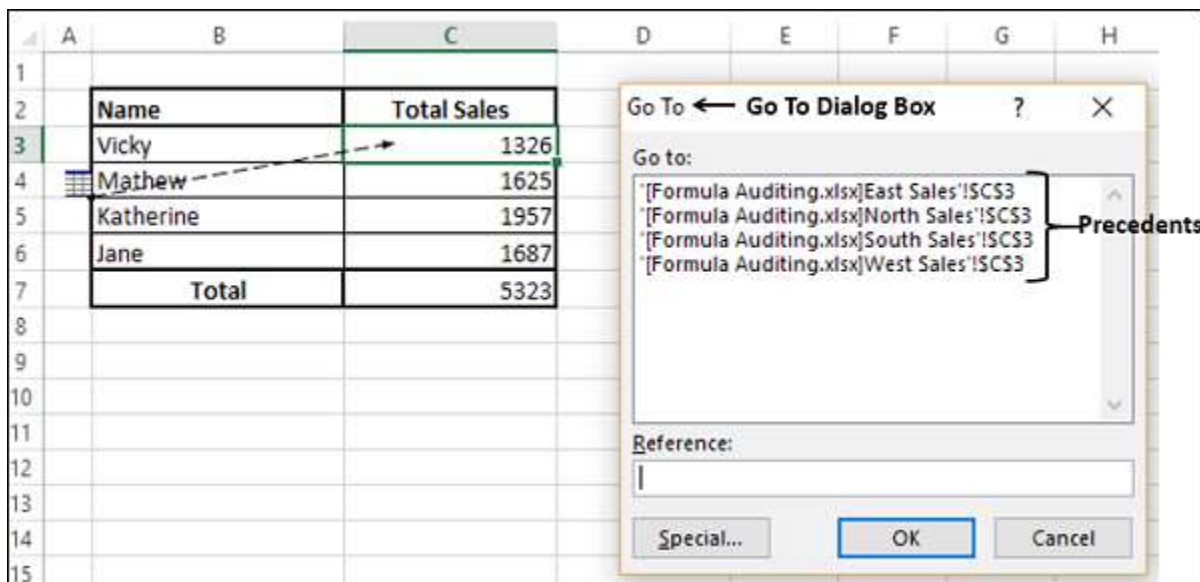 A B C D E F G H
1
2 Name Total Sales
3 Vicky 1326
4 Mathew 1625
5 Katherine 1957
6 Jane 1687
7 Total 5323
8
9
10
11
12
13
14
15
Go To Go To Dialog Box ?
Go to:
'[Formula Auditing.xlsx]East Sales'!$C$3
'[Formula Auditing.xlsx]North Sales'!$C$3
'[Formula Auditing.xlsx]South Sales'!$C$3
'[Formula Auditing.xlsx]West Sales'!$C$3
Precedents
Reference:
Special... OK Cancel